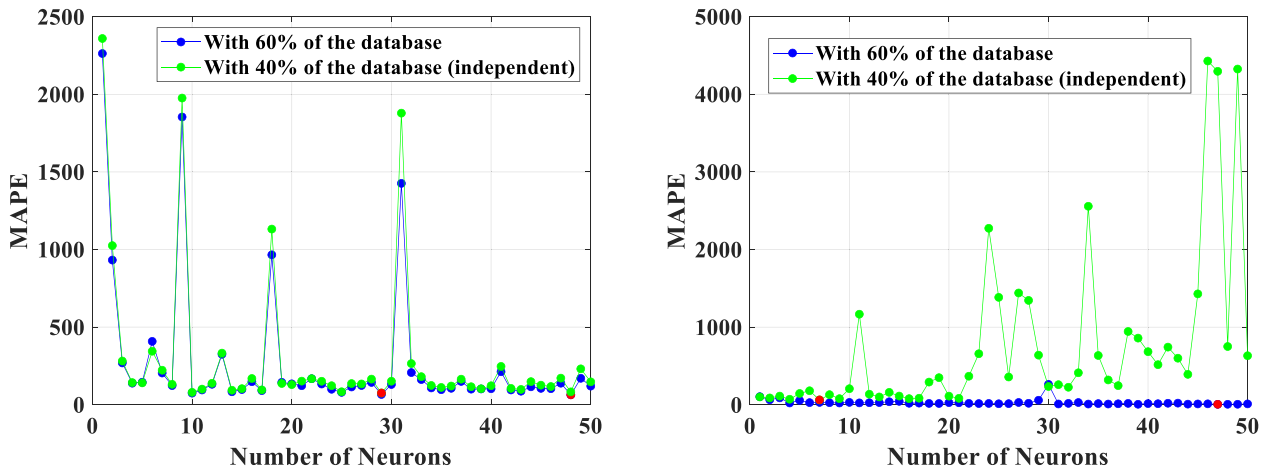 2500
2000
1500
1000
500
0
MAPE
With 60% of the database
With 40% of the database (independent)
0 10 20 30 40 50
Number of Neurons
5000
4000
3000
2000
1000
0
MAPE
With 60% of the database
With 40% of the database (independent)
0 10 20 30 40 50
Number of Neurons